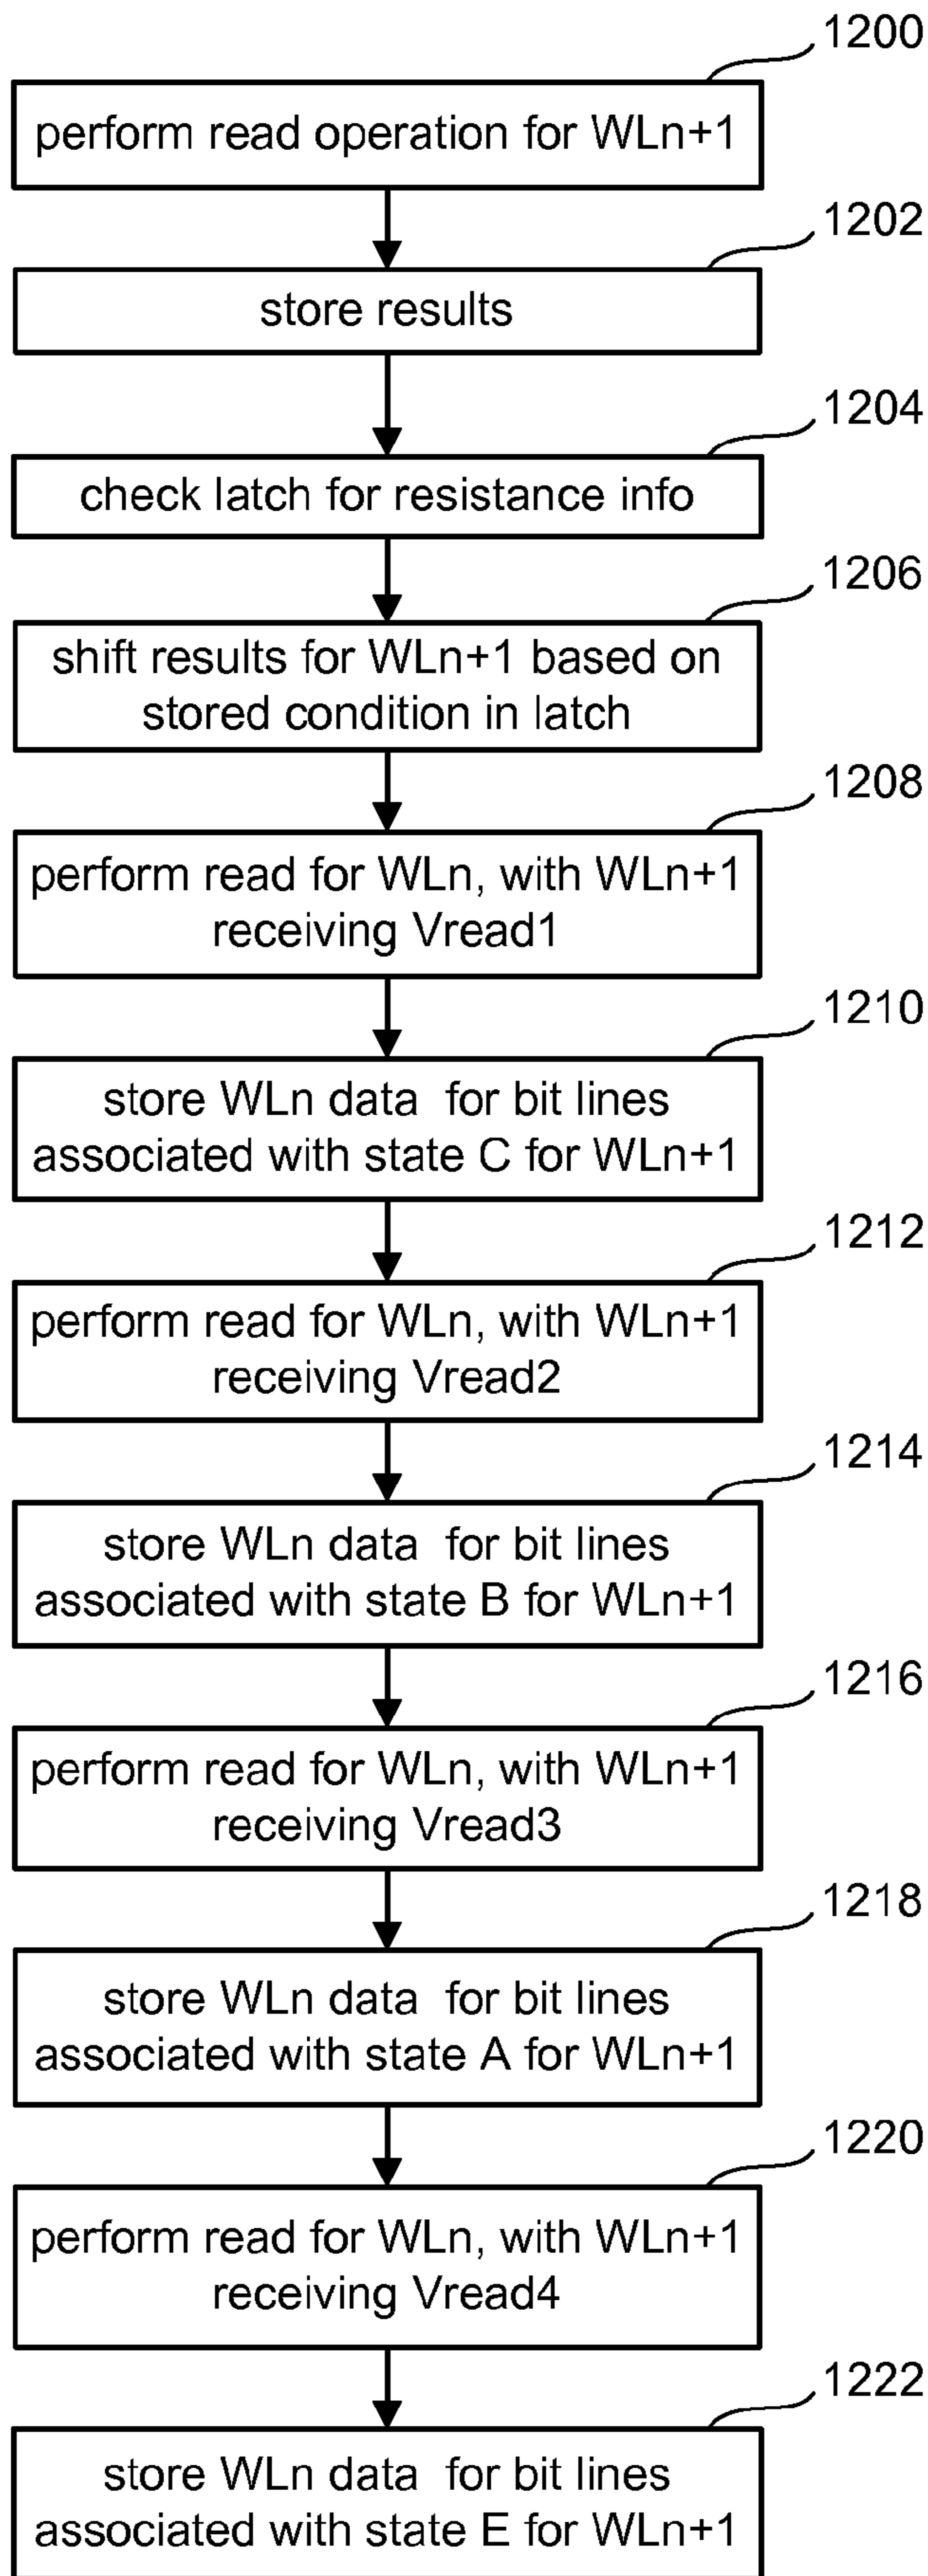 1200
perform read operation for WLn+1
1202
store results
1204
check latch for resistance info
1206
shift results for WLn+1 based on
stored condition in latch
1208
perform read for WLn, with WLn+1
receiving Vread1
1210
store WLn data for bit lines
associated with state C for WLn+1
1212
perform read for WLn, with WLn+1
receiving Vread2
1214
store WLn data for bit lines
associated with state B for WLn+1
1216
perform read for WLn, with WLn+1
receiving Vread3
1218
store WLn data for bit lines
associated with state A for WLn+1
1220
perform read for WLn, with WLn+1
receiving Vread4
1222
store WLn data for bit lines
associated with state E for WLn+1